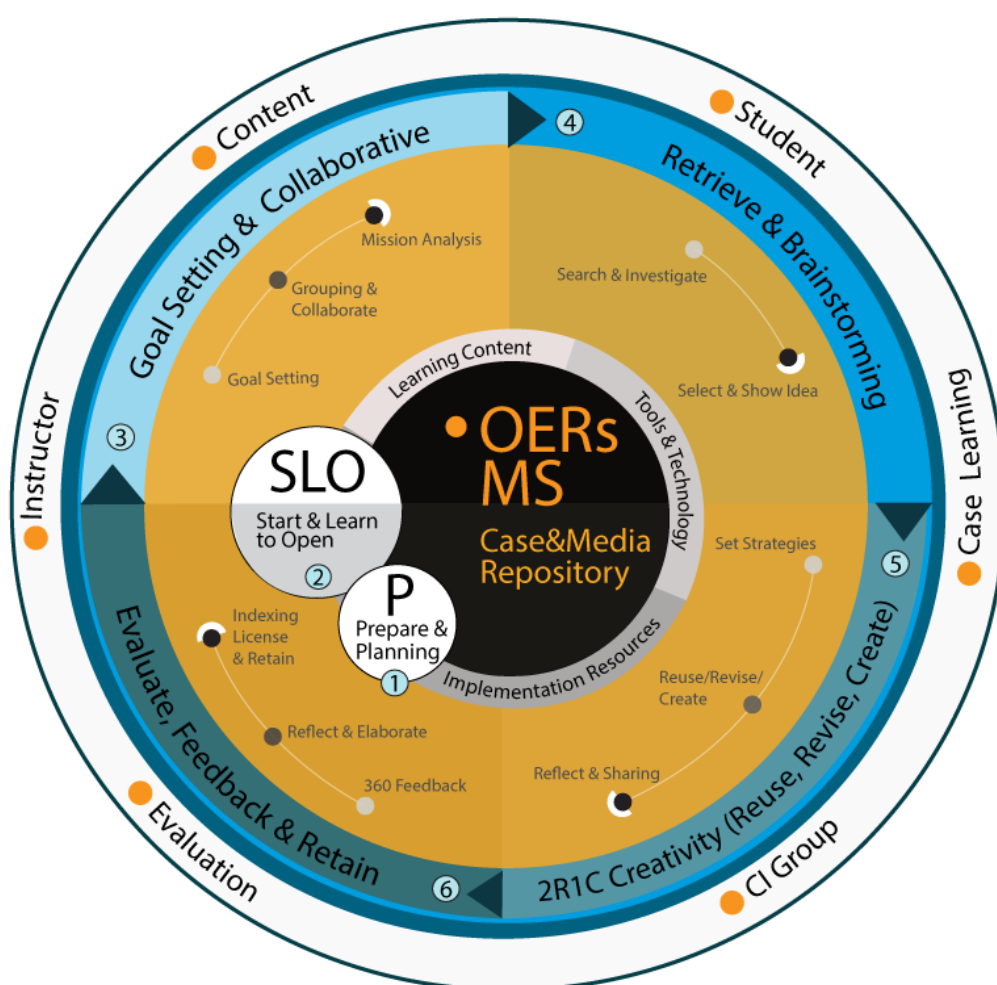 Content
Student
Case Learning
CI Group
Evaluation
Instructor
Goal Setting & Collaborative
4
Retrieve & Brainstorming
5
2R1C Creativity (Reuse, Revise, Create)
6
Evaluate, Feedback & Retain
3
Mission Analysis
Grouping &
Collaborate
Goal Setting
Search & Investigate
Select & Show Idea
Set Strategies
Reuse/Revise/
Create
Reflect & Sharing
360 Feedback
Reflect & Elaborate
Indexing
License
& Retain
Learning Content
Tools & Technology
Implementation Resources
OERs
MS
Case&Media
Repository
SLO
Start & Learn
to Open
2
P
Prepare &
Planning
1